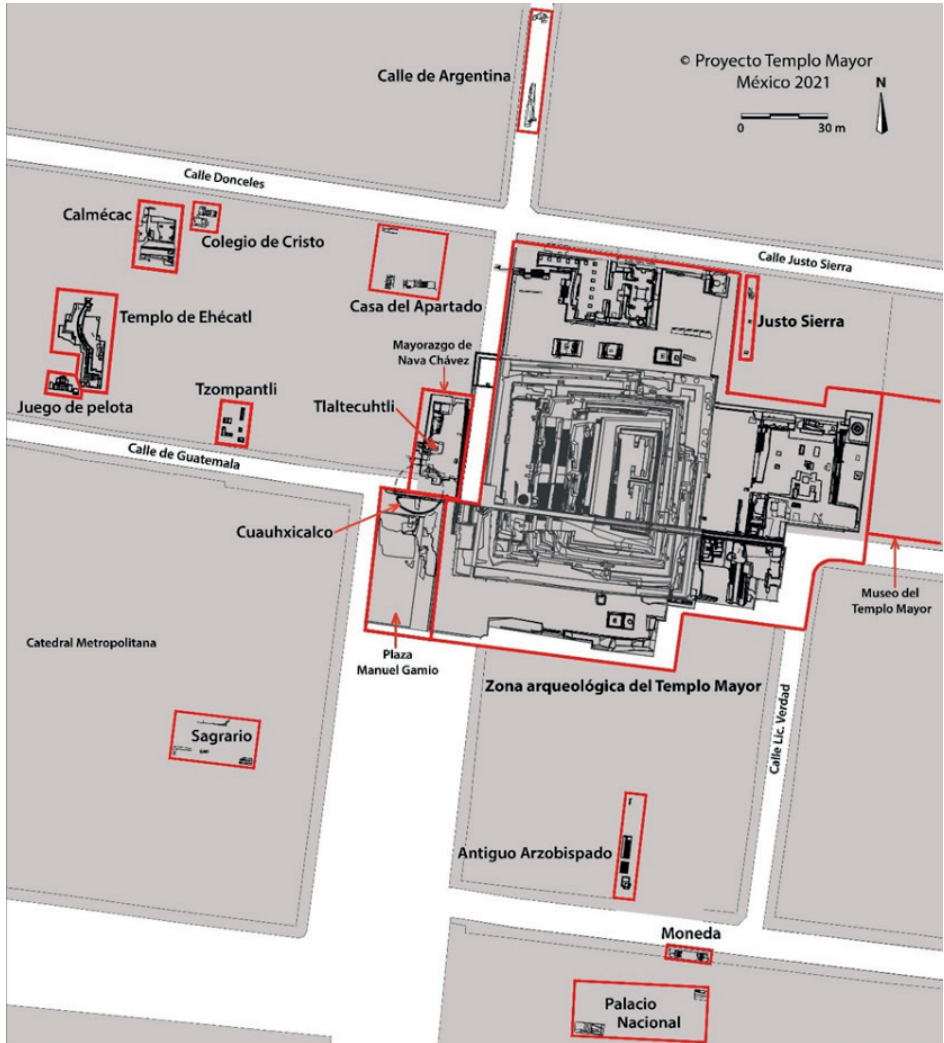 © Proyecto Templo Mayor
México 2021
N
0 30 m
Calle de Argentina
Calle Donceles
Calmécac
Colegio de Cristo
Calle Justo Sierra
Casa del Apartado
Templo de Ehécatl
Justo Sierra
Mayorazgo de
Nava Chávez
Tzompantli
Tlaltecuhtli
Juego de pelota
Calle de Guatemala
Cuauhxicalco
Museo del
Templo Mayor
Catedral Metropolitana
Plaza
Manuel Gamio
Zona arqueológica del Templo Mayor
Calle Lic. Verdad
Sagrario
Antiguo Arzobispado
Moneda
Palacio
Nacional